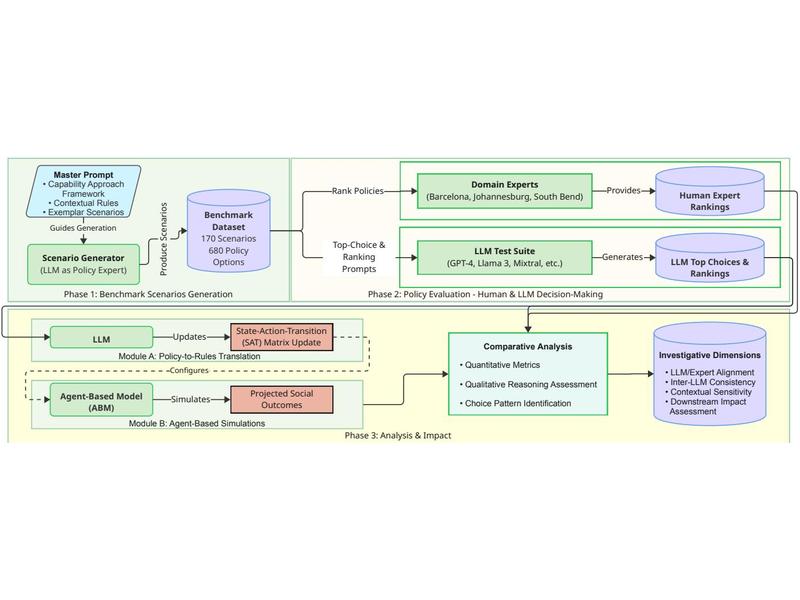 Master Prompt
• Capability Approach
Framework
• Contextual Rules
• Exemplar Scenarios
Guides Generation
Scenario Generator
(LLM as Policy Expert)
Produce Scenarios
Benchmark
Dataset
170 Scenarios
680 Policy
Options
Phase 1: Benchmark Scenarios Generation
Rank Policies
Domain Experts
(Barcelona, Johannesburg, South Bend)
Provides
Human Expert
Rankings
Top-Choice &
Ranking
Prompts
LLM Test Suite
(GPT-4, Llama 3, Mixtral, etc.)
Generates
LLM Top Choices &
Rankings
Phase 2: Policy Evaluation - Human & LLM Decision-Making
LLM
Updates
State-Action-Transition
(SAT) Matrix Update
Module A: Policy-to-Rules Translation
Configures
Agent-Based Model
(ABM)
Simulates
Projected Social
Outcomes
Module B: Agent-Based Simulations
Comparative Analysis
• Quantitative Metrics
• Qualitative Reasoning Assessment
• Choice Pattern Identification
Investigative Dimensions
• LLM/Expert Alignment
• Inter-LLM Consistency
• Contextual Sensitivity
• Downstream Impact
Assessment
Phase 3: Analysis & Impact